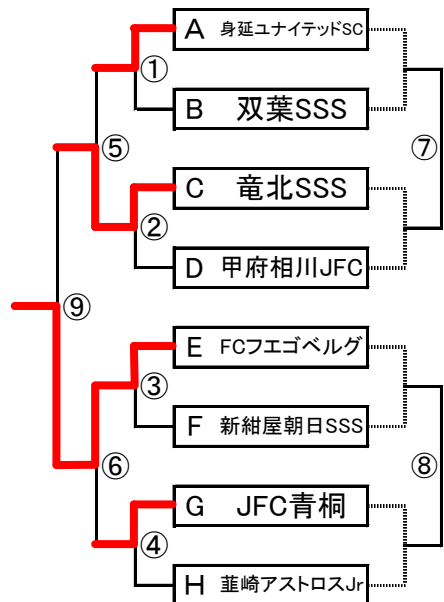 A 身延ユナイテッドSC
①
B 双葉SSS
⑤
⑦
C 竜北SSS
②
D 甲府相川JFC
⑨
E FCフエゴベルグ
③
F 新紺屋朝日SSS
⑥
⑧
G JFC青桐
④
H 韮崎アストロスJr